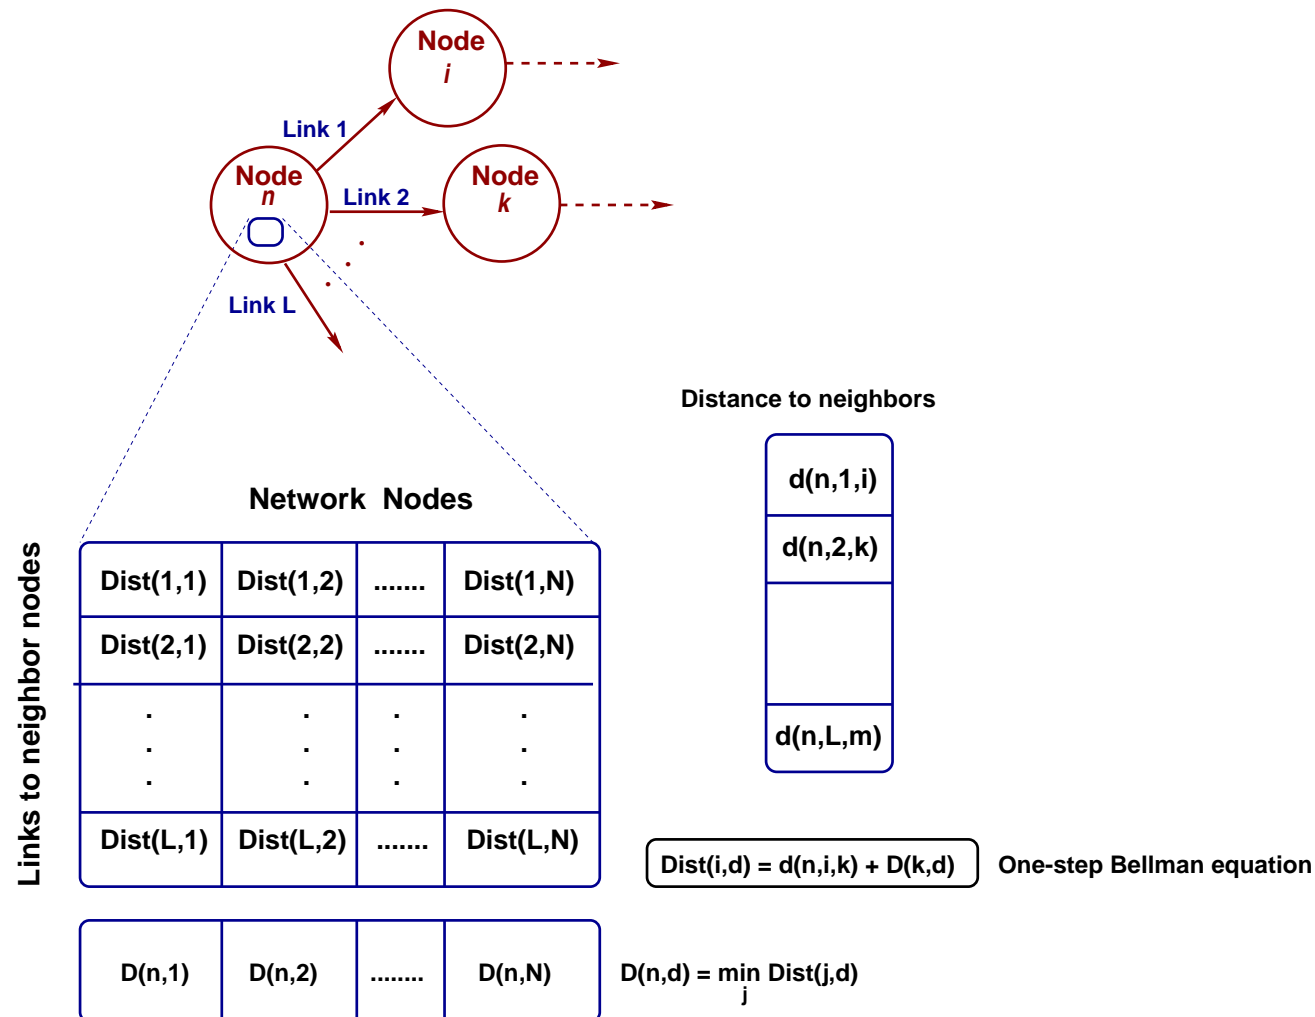 Node
i
Link 1
Node
n
Link 2
Node
k
Link L
Distance to neighbors
d(n,1,i)
d(n,2,k)
d(n,L,m)
Network Nodes
Links to neighbor nodes
Dist(1,1) Dist(1,2) ....... Dist(1,N)
Dist(2,1) Dist(2,2) ....... Dist(2,N)
. . . .
. . . .
. . . .
Dist(L,1) Dist(L,2) ....... Dist(L,N)
Dist(i,d) = d(n,i,k) + D(k,d) One-step Bellman equation
D(n,1) D(n,2) ........ D(n,N) D(n,d) = min Dist(j,d)
j